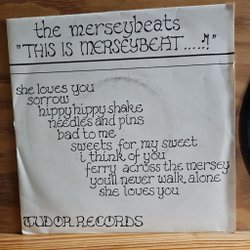 the merseybeats
"THIS IS MERSEYBEAT ....."
she loves you
sorrow
hippy hippy shake
needles and pins
bad to me
sweets for my sweet
i think of you
ferry across the mersey
you'll never walk alone
she loves you
TUDOR RECORDS